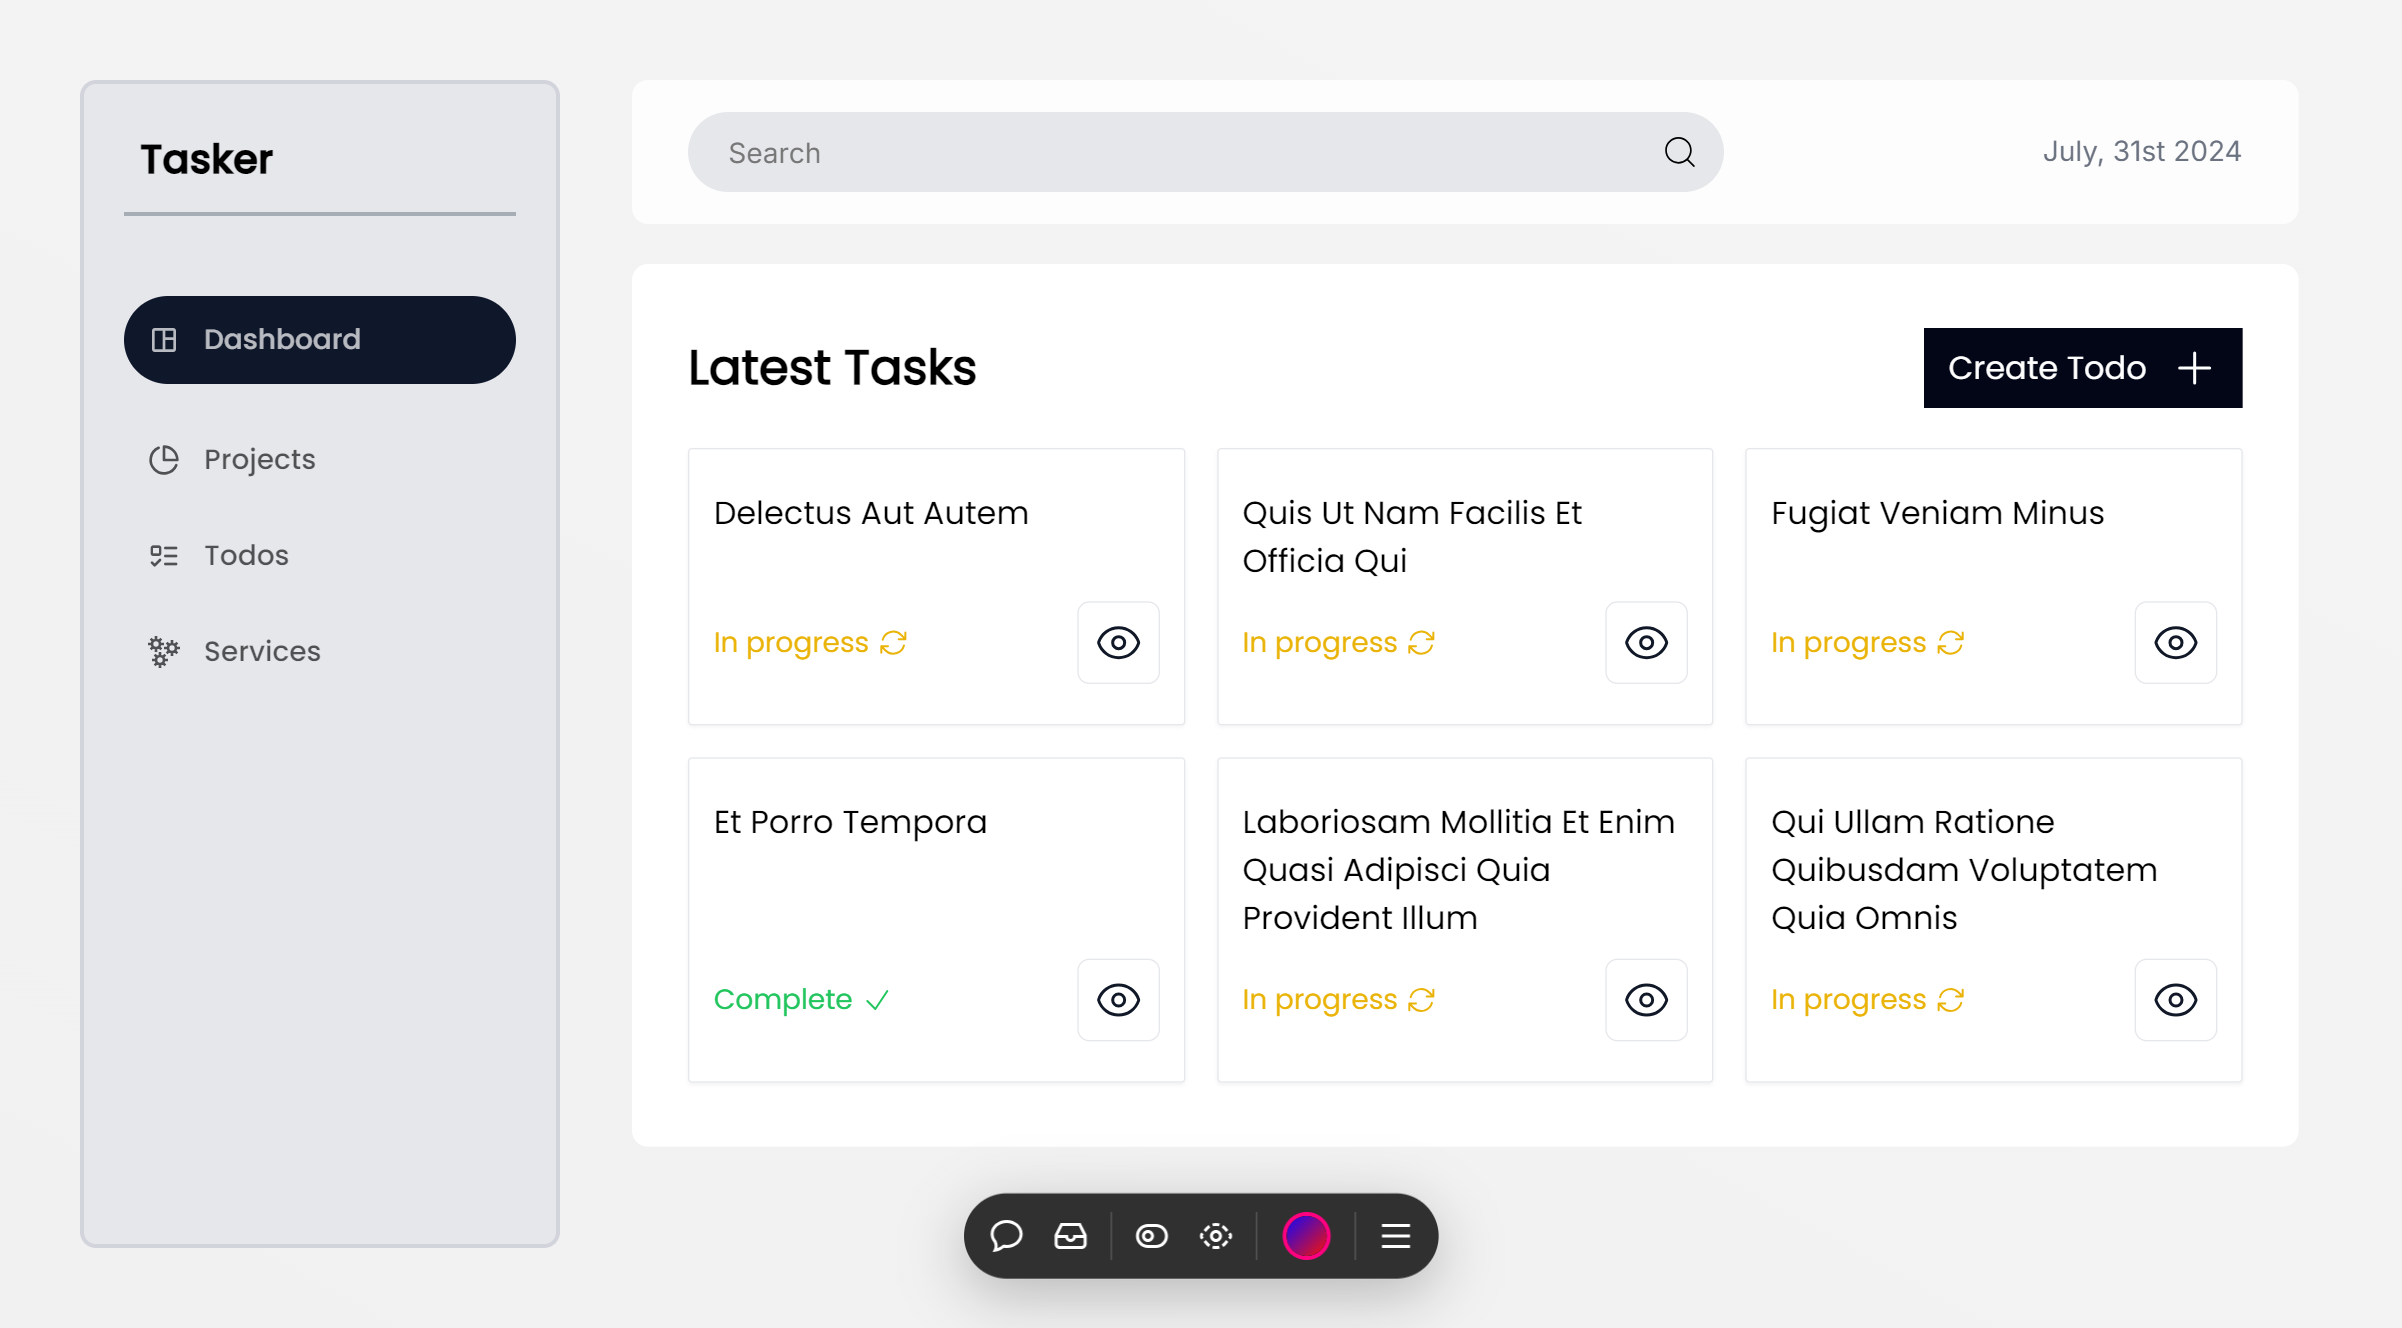 Tasker
Dashboard
Projects
Todos
Services
Search
July, 31st 2024
Latest Tasks
Create Todo
Delectus Aut Autem
In progress
Quis Ut Nam Facilis Et
Officia Qui
In progress
Fugiat Veniam Minus
In progress
Et Porro Tempora
Complete
Laboriosam Mollitia Et Enim
Quasi Adipisci Quia
Provident Illum
In progress
Qui Ullam Ratione
Quibusdam Voluptatem
Quia Omnis
In progress